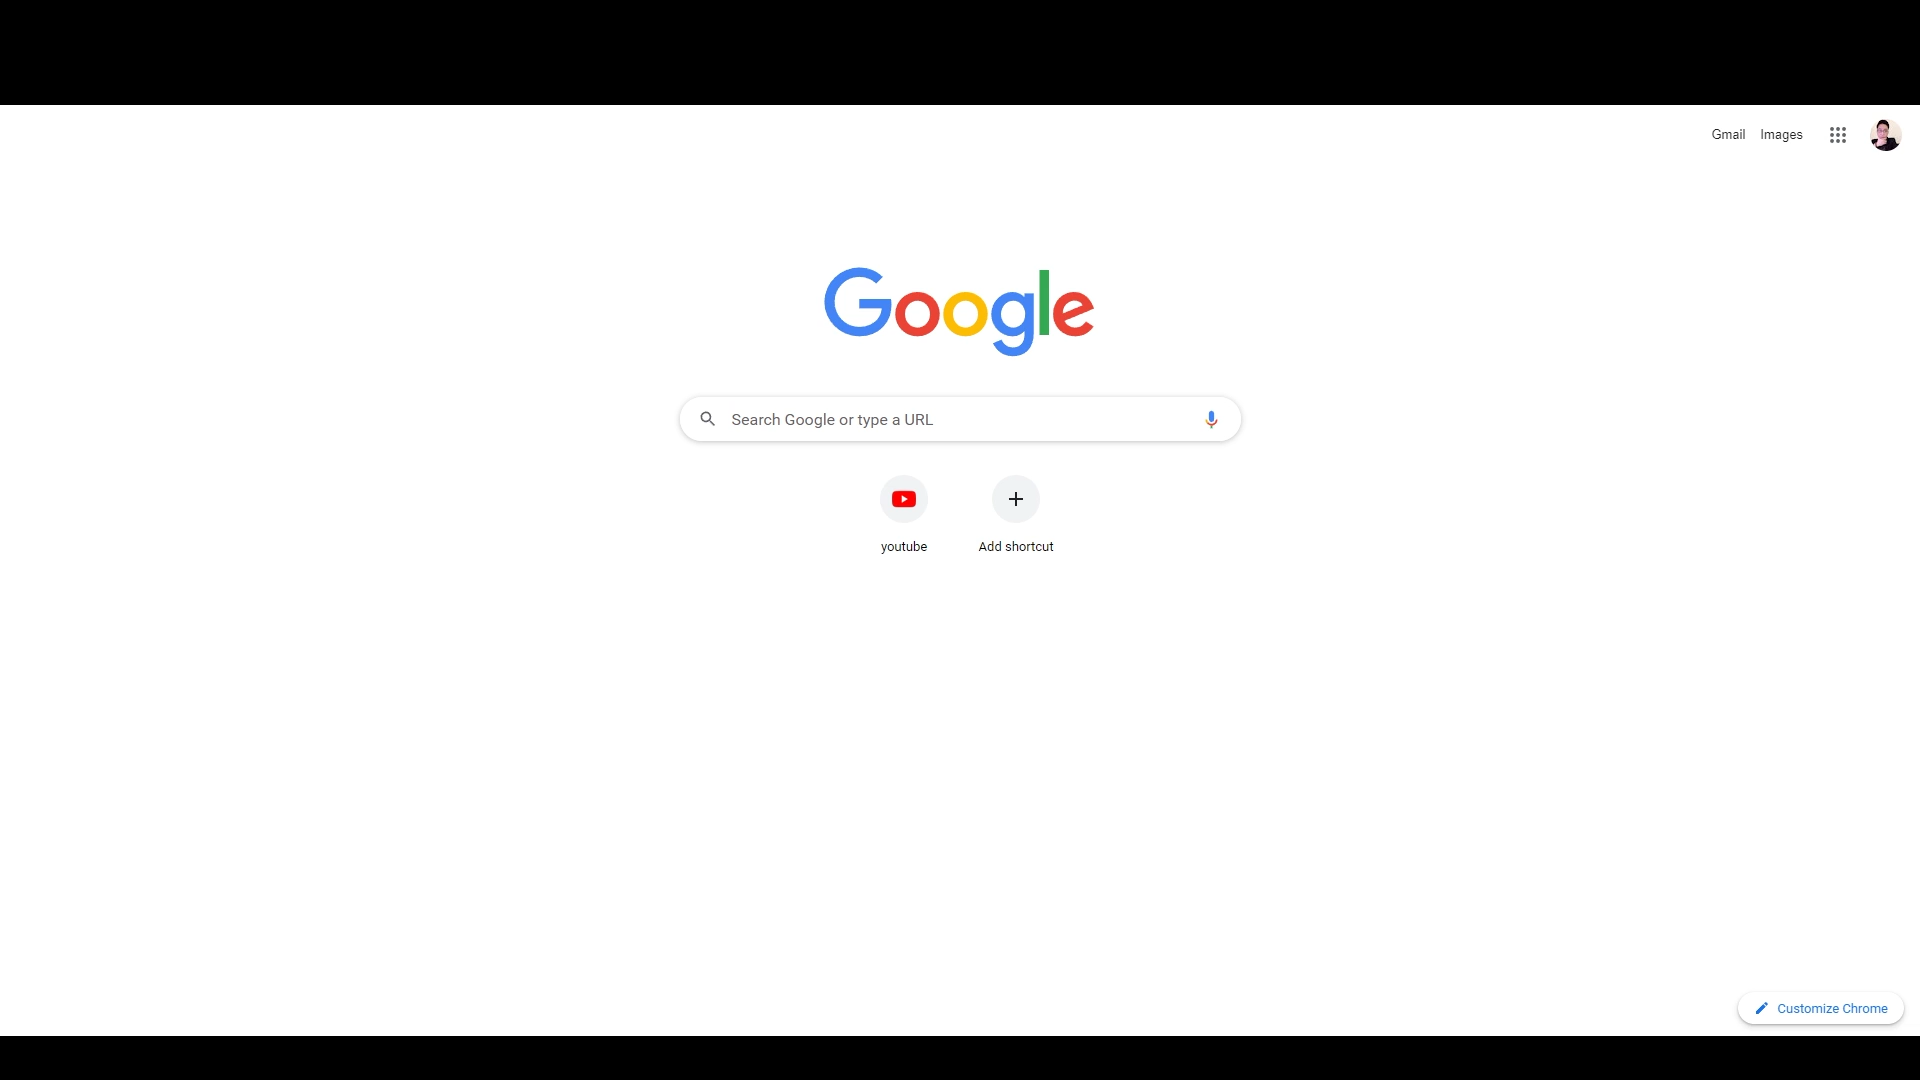 Gmail Images
Google
Search Google or type a URL
youtube Add shortcut
Customize Chrome